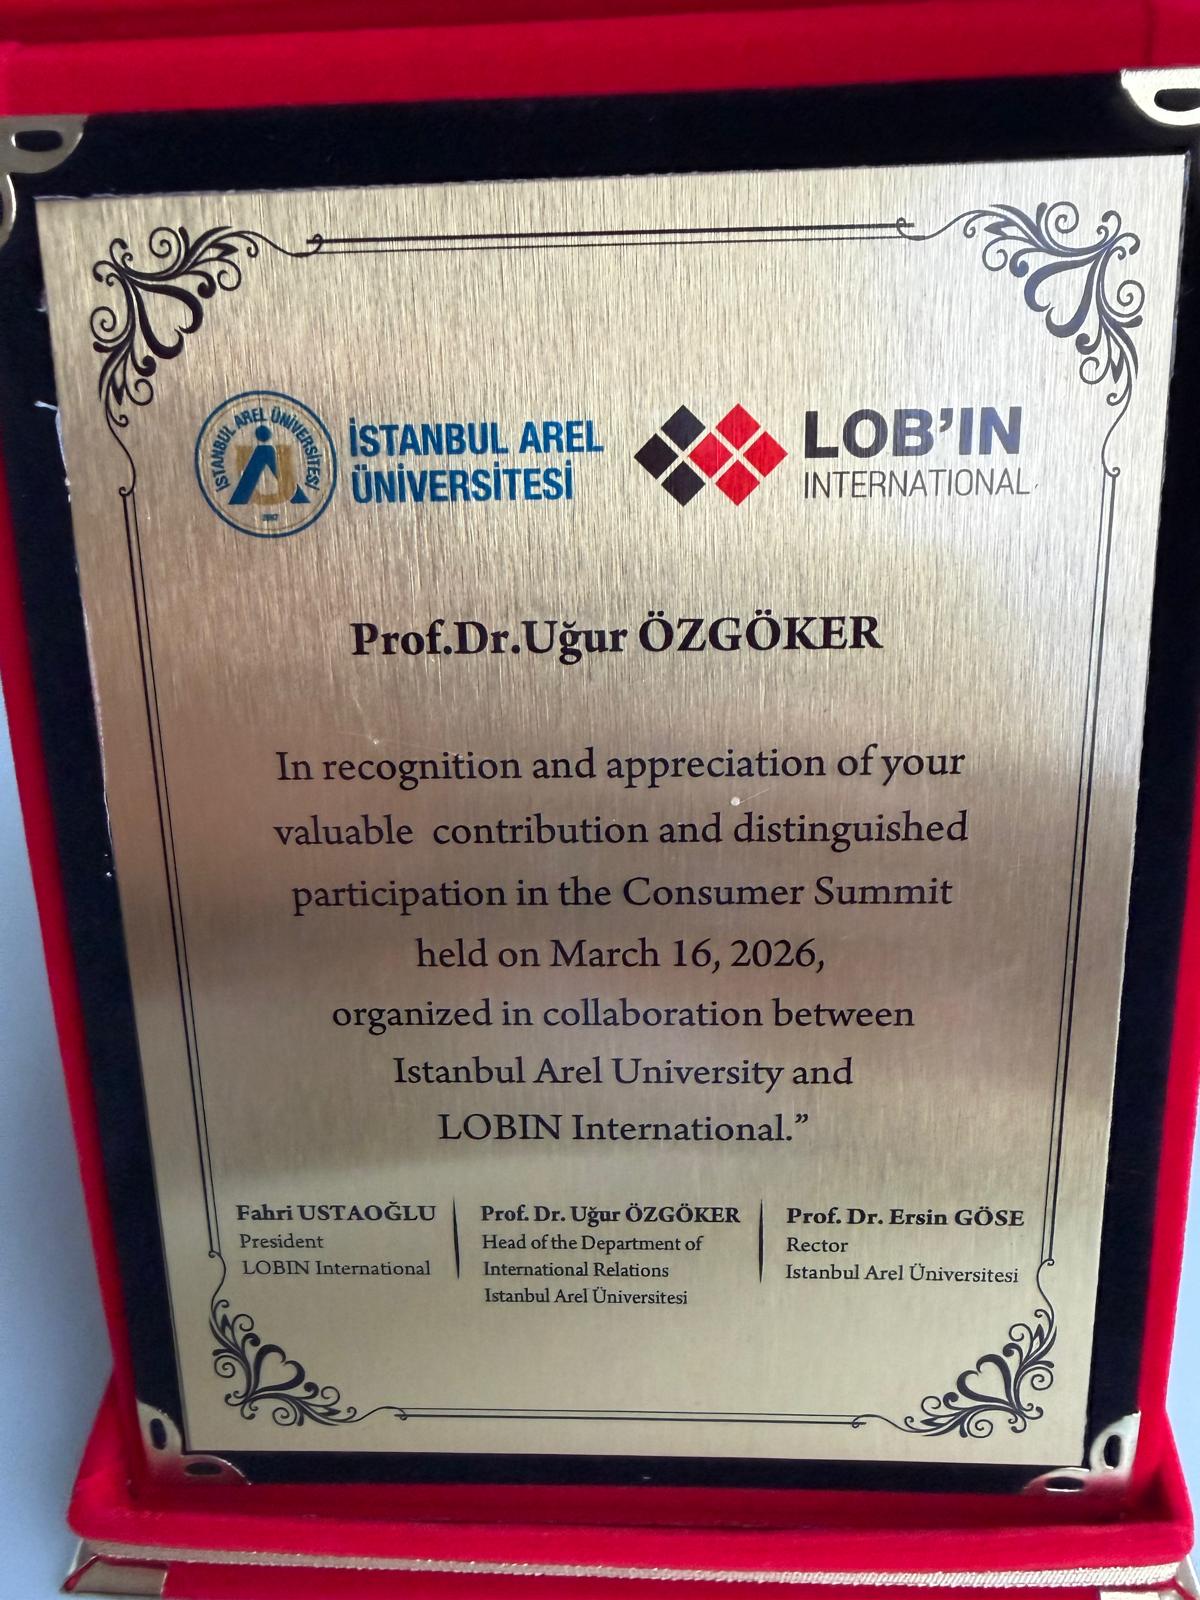 İSTANBUL AREL ÜNİVERSİTESİ
İSTANBUL AREL
ÜNİVERSİTESİ
LOB’IN
INTERNATIONAL
Prof.Dr.Uğur ÖZGÖKER
In recognition and appreciation of your
valuable contribution and distinguished
participation in the Consumer Summit
held on March 16, 2026,
organized in collaboration between
Istanbul Arel University and
LOBIN International.”
Fahri USTAOĞLU
President
LOBIN International
Prof. Dr. Uğur ÖZGÖKER
Head of the Department of
International Relations
Istanbul Arel Üniversitesi
Prof. Dr. Ersin GÖSE
Rector
Istanbul Arel Üniversitesi